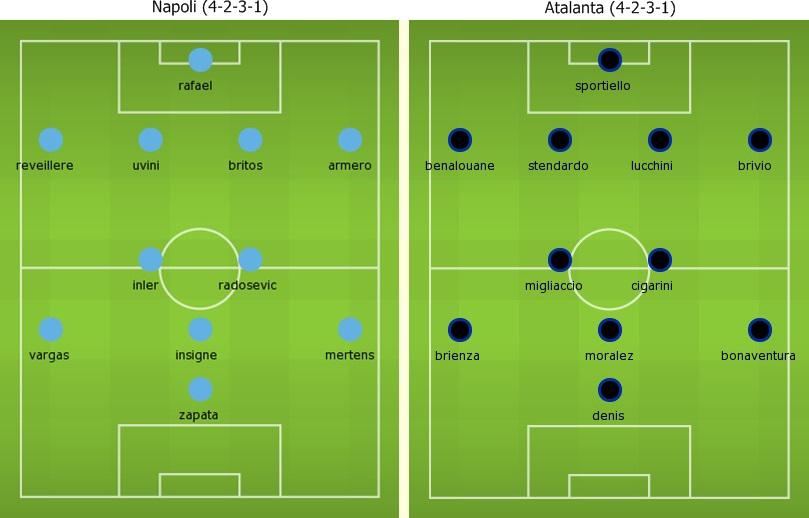 Napoli (4-2-3-1)
rafael
reveillere uvini britos armero
inler radosevic
vargas insigne mertens
zapata
Atalanta (4-2-3-1)
sportiello
benalouane stendardo lucchini brivio
migliaccio cigarini
brienza moralez bonaventura
denis